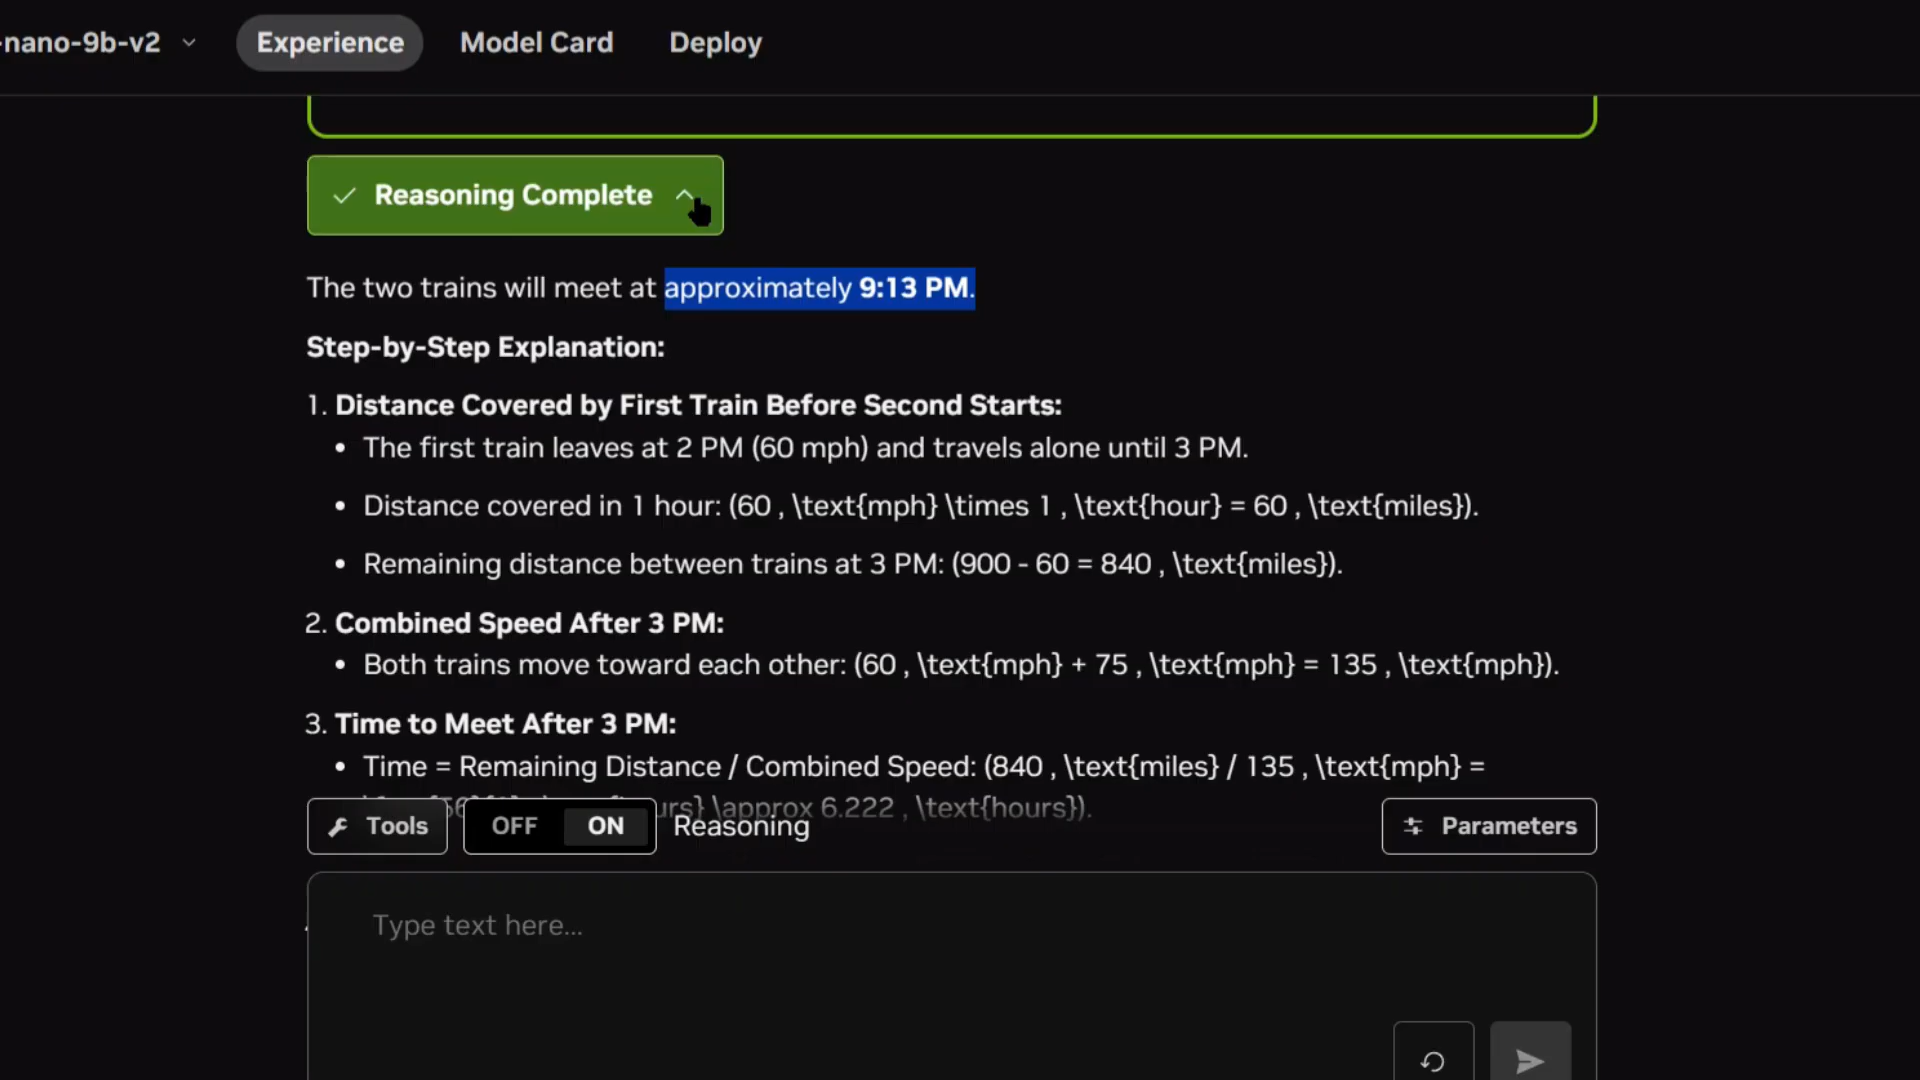 -nano-9b-v2 Experience Model Card Deploy
Reasoning Complete
The two trains will meet at approximately 9:13 PM.
Step-by-Step Explanation:
1. Distance Covered by First Train Before Second Starts:
• The first train leaves at 2 PM (60 mph) and travels alone until 3 PM.
• Distance covered in 1 hour: (60 , \text{mph} \times 1 , \text{hour} = 60 , \text{miles}).
• Remaining distance between trains at 3 PM: (900 - 60 = 840 , \text{miles}).
2. Combined Speed After 3 PM:
• Both trains move toward each other: (60 , \text{mph} + 75 , \text{mph} = 135 , \text{mph}).
3. Time to Meet After 3 PM:
• Time = Remaining Distance / Combined Speed: (840 , \text{miles} / 135 , \text{mph} =
\approx 6.222 , \text{hours}).
Tools OFF ON Reasoning Parameters
Type text here...